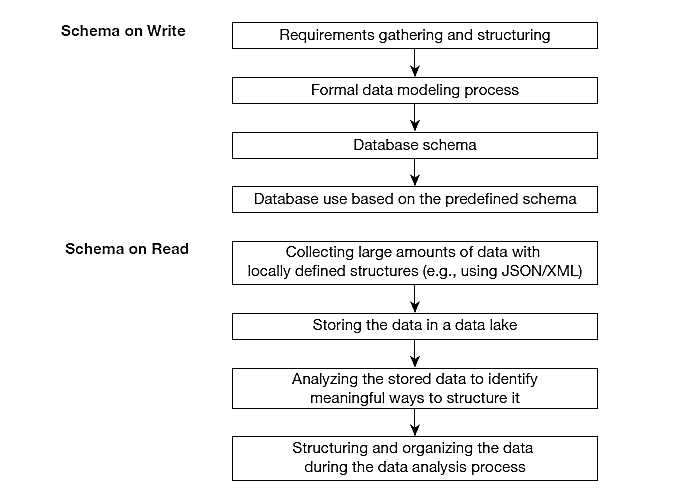 Schema on Write
Requirements gathering and structuring
Formal data modeling process
Database schema
Database use based on the predefined schema
Schema on Read
Collecting large amounts of data with
locally defined structures (e.g., using JSON/XML)
Storing the data in a data lake
Analyzing the stored data to identify
meaningful ways to structure it
Structuring and organizing the data
during the data analysis process